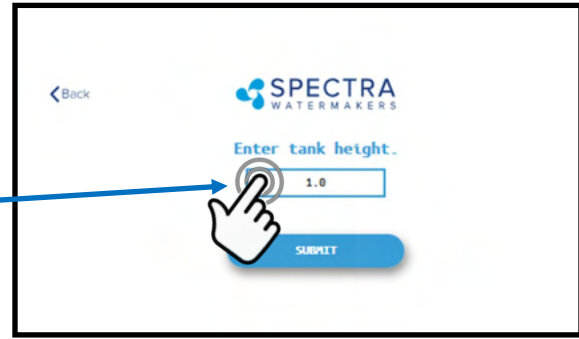 Back
SPECTRA
WATERMAKERS
Enter tank height.
1.0
SUBMIT